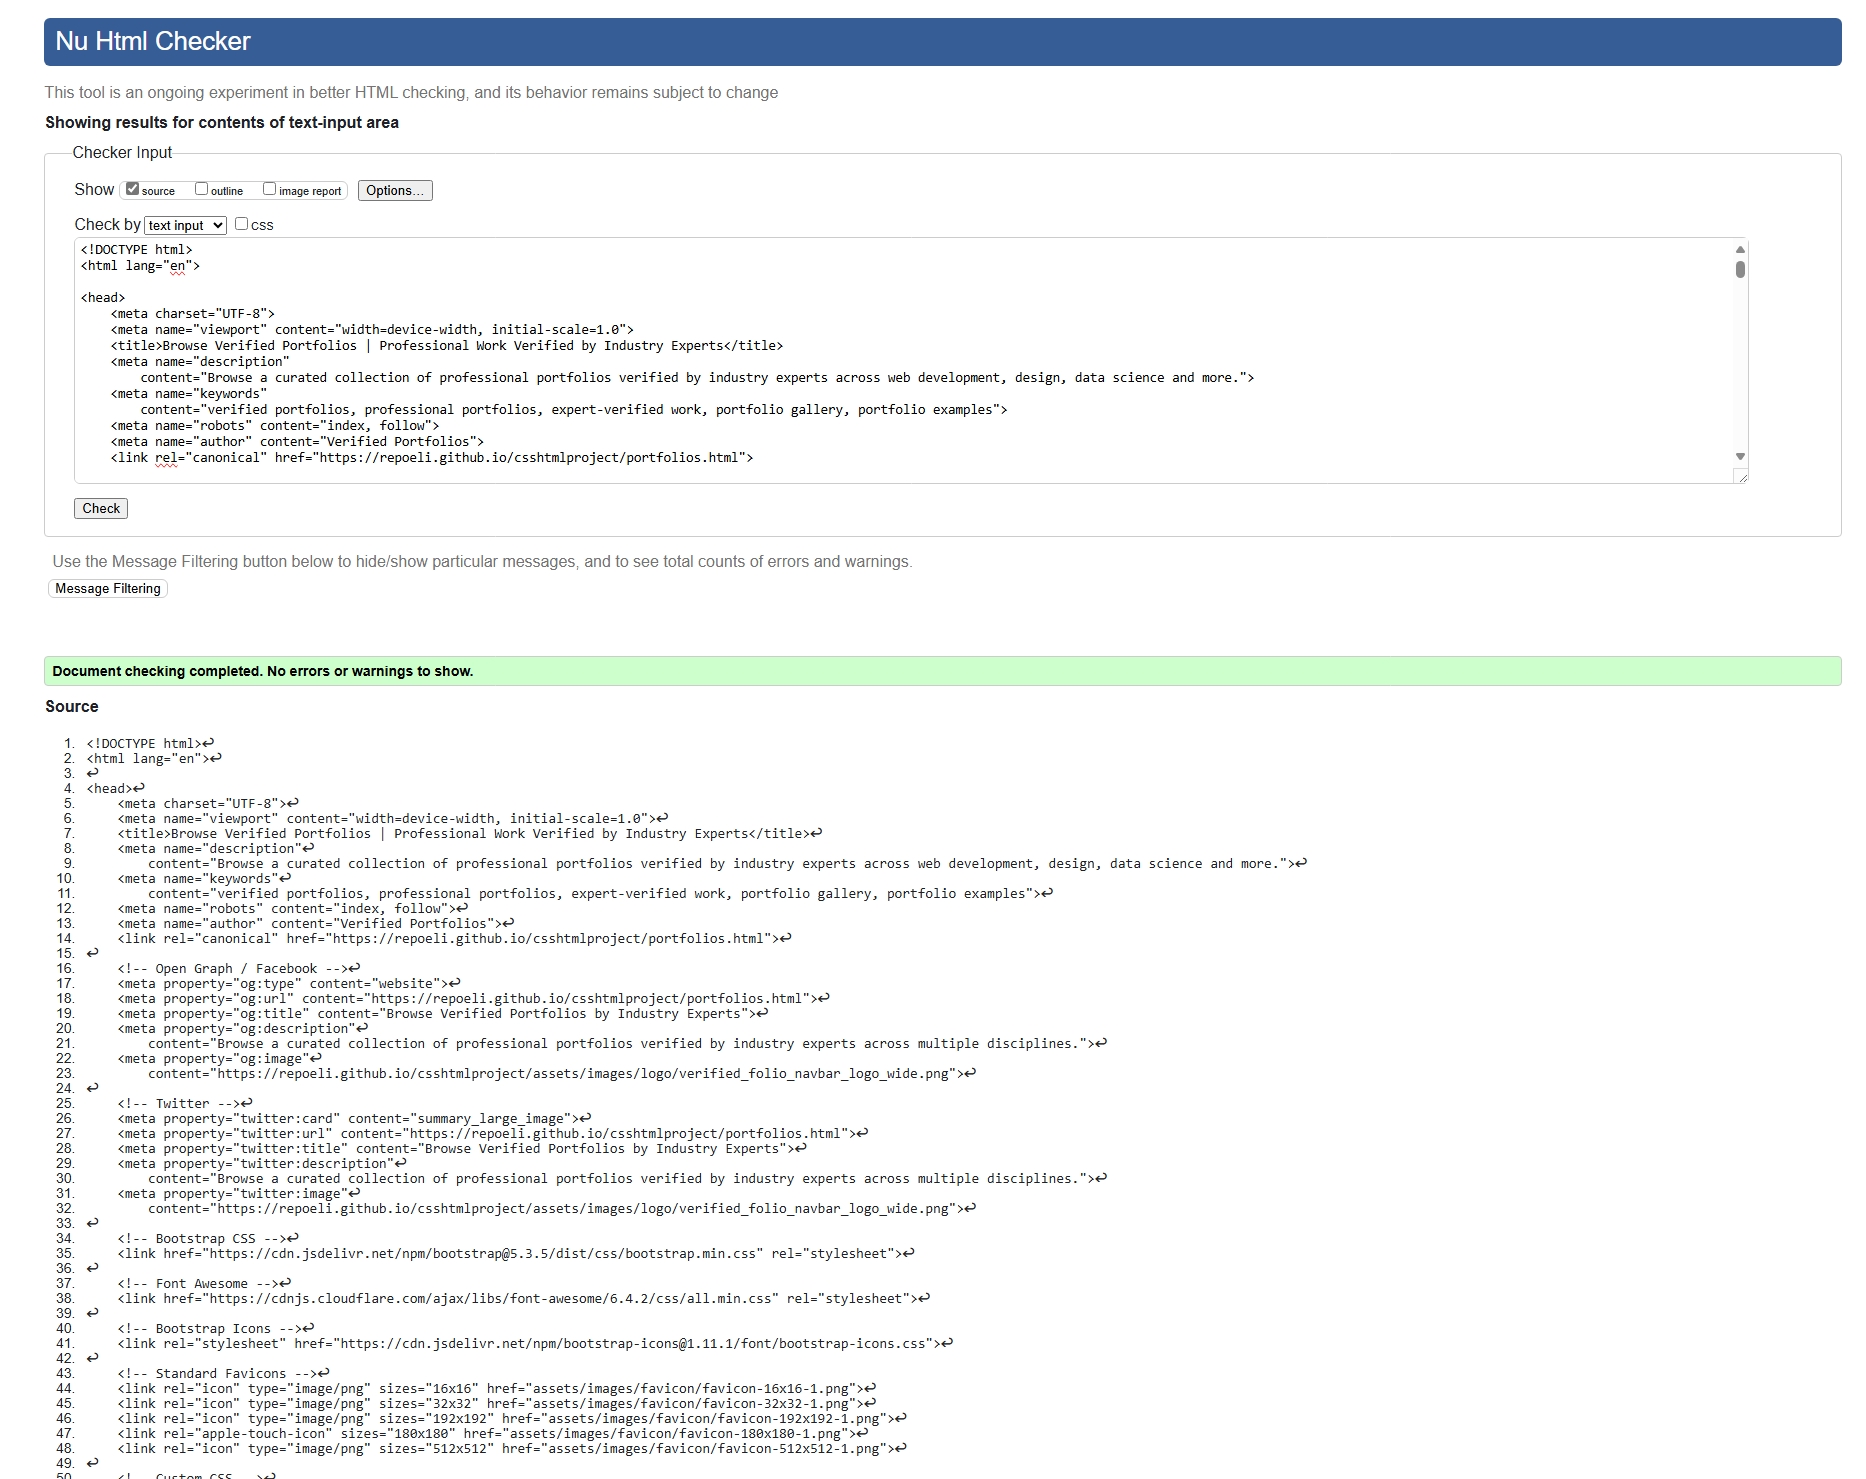 Nu Html Checker
This tool is an ongoing experiment in better HTML checking, and its behavior remains subject to change
Showing results for contents of text-input area
Checker Input
Show source outline image report Options...
Check by text input css
<!DOCTYPE html>
<html lang="en">
<head>
<meta charset="UTF-8">
<meta name="viewport" content="width=device-width, initial-scale=1.0">
<title>Browse Verified Portfolios | Professional Work Verified by Industry Experts</title>
<meta name="description"
content="Browse a curated collection of professional portfolios verified by industry experts across web development, design, data science and more.">
<meta name="keywords"
content="verified portfolios, professional portfolios, expert-verified work, portfolio gallery, portfolio examples">
<meta name="robots" content="index, follow">
<meta name="author" content="Verified Portfolios">
<link rel="canonical" href="https://repoeli.github.io/csshtmlproject/portfolios.html">
Check
Use the Message Filtering button below to hide/show particular messages, and to see total counts of errors and warnings.
Message Filtering
Document checking completed. No errors or warnings to show.
Source
1. <!DOCTYPE html>↩
2. <html lang="en">↩
3. ↩
4. <head>↩
5. <meta charset="UTF-8">↩
6. <meta name="viewport" content="width=device-width, initial-scale=1.0">↩
7. <title>Browse Verified Portfolios | Professional Work Verified by Industry Experts</title>↩
8. <meta name="description"↩
9. content="Browse a curated collection of professional portfolios verified by industry experts across web development, design, data science and more.">↩
10. <meta name="keywords"↩
11. content="verified portfolios, professional portfolios, expert-verified work, portfolio gallery, portfolio examples">↩
12. <meta name="robots" content="index, follow">↩
13. <meta name="author" content="Verified Portfolios">↩
14. <link rel="canonical" href="https://repoeli.github.io/csshtmlproject/portfolios.html">↩
15. ↩
16. <!-- Open Graph / Facebook -->↩
17. <meta property="og:type" content="website">↩
18. <meta property="og:url" content="https://repoeli.github.io/csshtmlproject/portfolios.html">↩
19. <meta property="og:title" content="Browse Verified Portfolios by Industry Experts">↩
20. <meta property="og:description"↩
21. content="Browse a curated collection of professional portfolios verified by industry experts across multiple disciplines.">↩
22. <meta property="og:image"↩
23. content="https://repoeli.github.io/csshtmlproject/assets/images/logo/verified_folio_navbar_logo_wide.png">↩
24. ↩
25. <!-- Twitter -->↩
26. <meta property="twitter:card" content="summary_large_image">↩
27. <meta property="twitter:url" content="https://repoeli.github.io/csshtmlproject/portfolios.html">↩
28. <meta property="twitter:title" content="Browse Verified Portfolios by Industry Experts">↩
29. <meta property="twitter:description"↩
30. content="Browse a curated collection of professional portfolios verified by industry experts across multiple disciplines.">↩
31. <meta property="twitter:image"↩
32. content="https://repoeli.github.io/csshtmlproject/assets/images/logo/verified_folio_navbar_logo_wide.png">↩
33. ↩
34. <!-- Bootstrap CSS -->↩
35. <link href="https://cdn.jsdelivr.net/npm/bootstrap@5.3.5/dist/css/bootstrap.min.css" rel="stylesheet">↩
36. ↩
37. <!-- Font Awesome -->↩
38. <link href="https://cdnjs.cloudflare.com/ajax/libs/font-awesome/6.4.2/css/all.min.css" rel="stylesheet">↩
39. ↩
40. <!-- Bootstrap Icons -->↩
41. <link rel="stylesheet" href="https://cdn.jsdelivr.net/npm/bootstrap-icons@1.11.1/font/bootstrap-icons.css">↩
42. ↩
43. <!-- Standard Favicons -->↩
44. <link rel="icon" type="image/png" sizes="16x16" href="assets/images/favicon/favicon-16x16-1.png">↩
45. <link rel="icon" type="image/png" sizes="32x32" href="assets/images/favicon/favicon-32x32-1.png">↩
46. <link rel="icon" type="image/png" sizes="192x192" href="assets/images/favicon/favicon-192x192-1.png">↩
47. <link rel="apple-touch-icon" sizes="180x180" href="assets/images/favicon/favicon-180x180-1.png">↩
48. <link rel="icon" type="image/png" sizes="512x512" href="assets/images/favicon/favicon-512x512-1.png">↩
49. ↩
50. <!-- Custom CSS -->↩